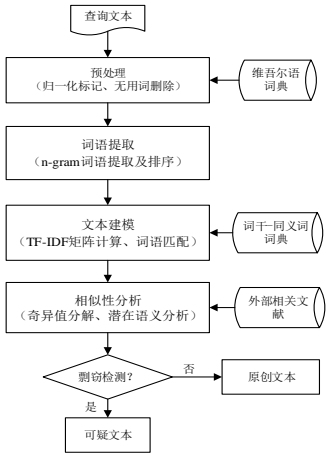 查询文本
预处理
（归一化标记、无用词删除）
维吾尔语
词典
词语提取
（n-gram词语提取及排序）
文本建模
（TF-IDF矩阵计算、词语匹配）
词干-同义词
词典
相似性分析
（奇异值分解、潜在语义分析）
外部相关文
献
剽窃检测？
否
原创文本
是
可疑文本